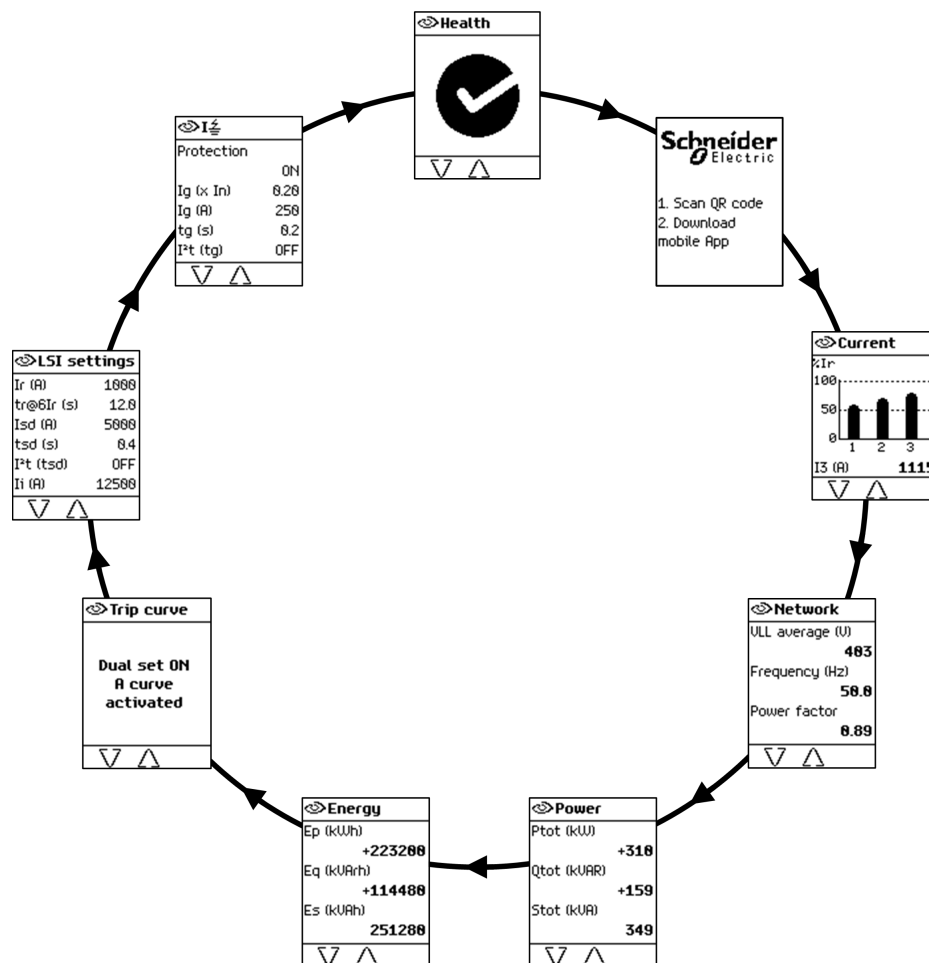 Health
Schneider
Electric
1. Scan QR code
2. Download
mobile App
Current
%Ir
100
50
0
1 2 3
I3 (A) 1115
Network
VLL average (V)
403
Frequency (Hz)
50.0
Power factor
0.89
Power
Ptot (kW)
+310
Qtot (kVAR)
+159
Stot (kVA)
349
Energy
Ep (kWh)
+223200
Eq (kVArh)
+114480
Es (kVAh)
251280
Trip curve
Dual set ON
A curve
activated
LSI settings
Ir (A) 1000
tr@6Ir (s) 12.0
Isd (A) 5000
tsd (s) 0.4
I²t (tsd) OFF
Ii (A) 12500
I⏚
Protection
ON
Ig (x In) 0.20
Ig (A) 250
tg (s) 0.2
I²t (tg) OFF